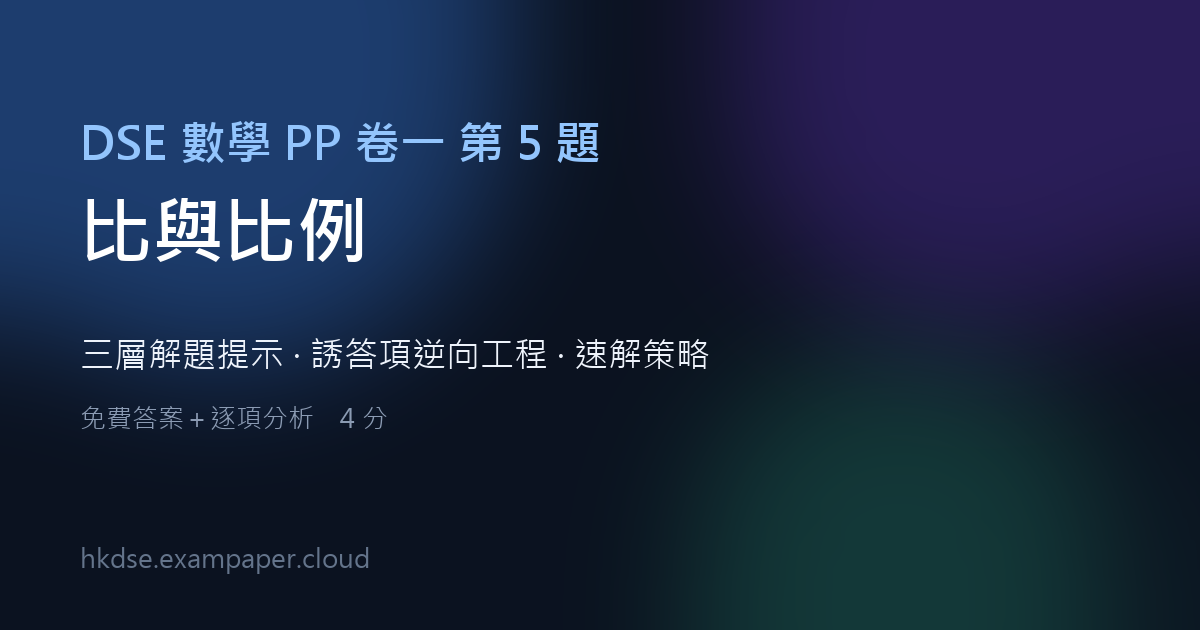 DSE 數學 PP 卷一 第 5 題
比與比例
三層解題提示 · 誘答項逆向工程 · 速解策略
免費答案 + 逐項分析 4 分
hkdse.exampaper.cloud